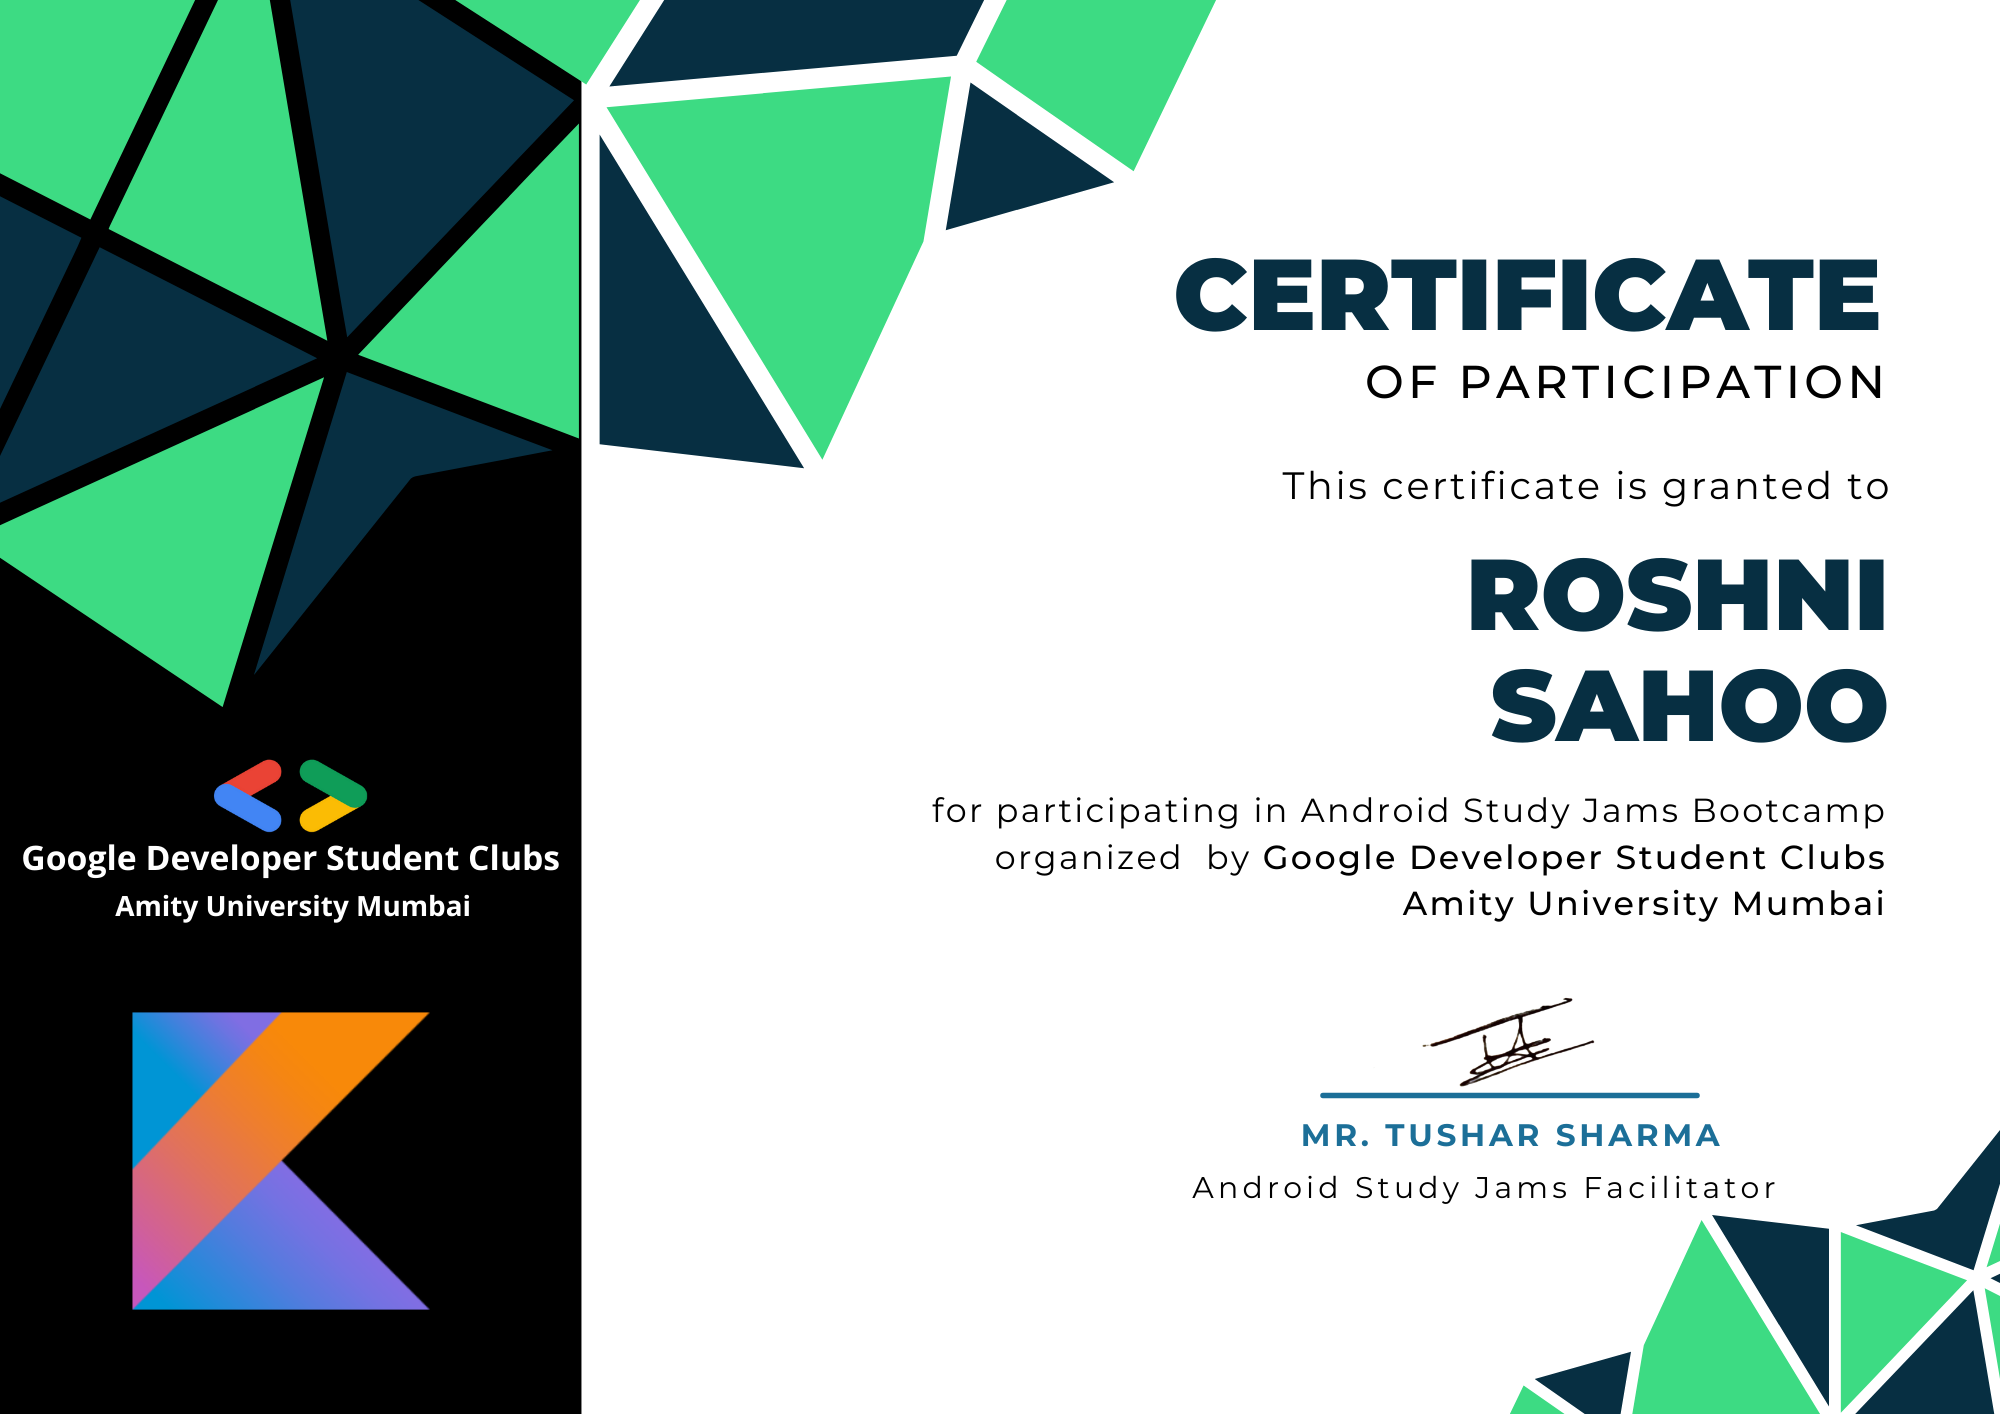 CERTIFICATE
OF PARTICIPATION
This certificate is granted to
ROSHNI
SAHOO
for participating in Android Study Jams Bootcamp
organized  by Google Developer Student Clubs
Amity University Mumbai
Google Developer Student Clubs
Amity University Mumbai
MR. TUSHAR SHARMA
Android Study Jams Facilitator